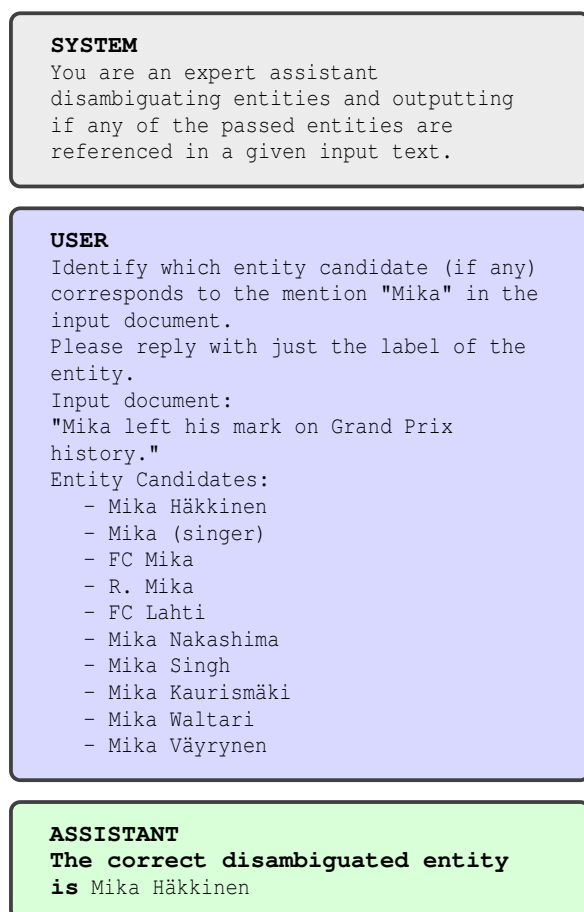 SYSTEM
You are an expert assistant
disambiguating entities and outputting
if any of the passed entities are
referenced in a given input text.
USER
Identify which entity candidate (if any)
corresponds to the mention "Mika" in the
input document.
Please reply with just the label of the
entity.
Input document:
"Mika left his mark on Grand Prix
history."
Entity Candidates:
- Mika Häkkinen
- Mika (singer)
- FC Mika
- R. Mika
- FC Lahti
- Mika Nakashima
- Mika Singh
- Mika Kaurismäki
- Mika Waltari
- Mika Väyrynen
ASSISTANT
The correct disambiguated entity
is Mika Häkkinen